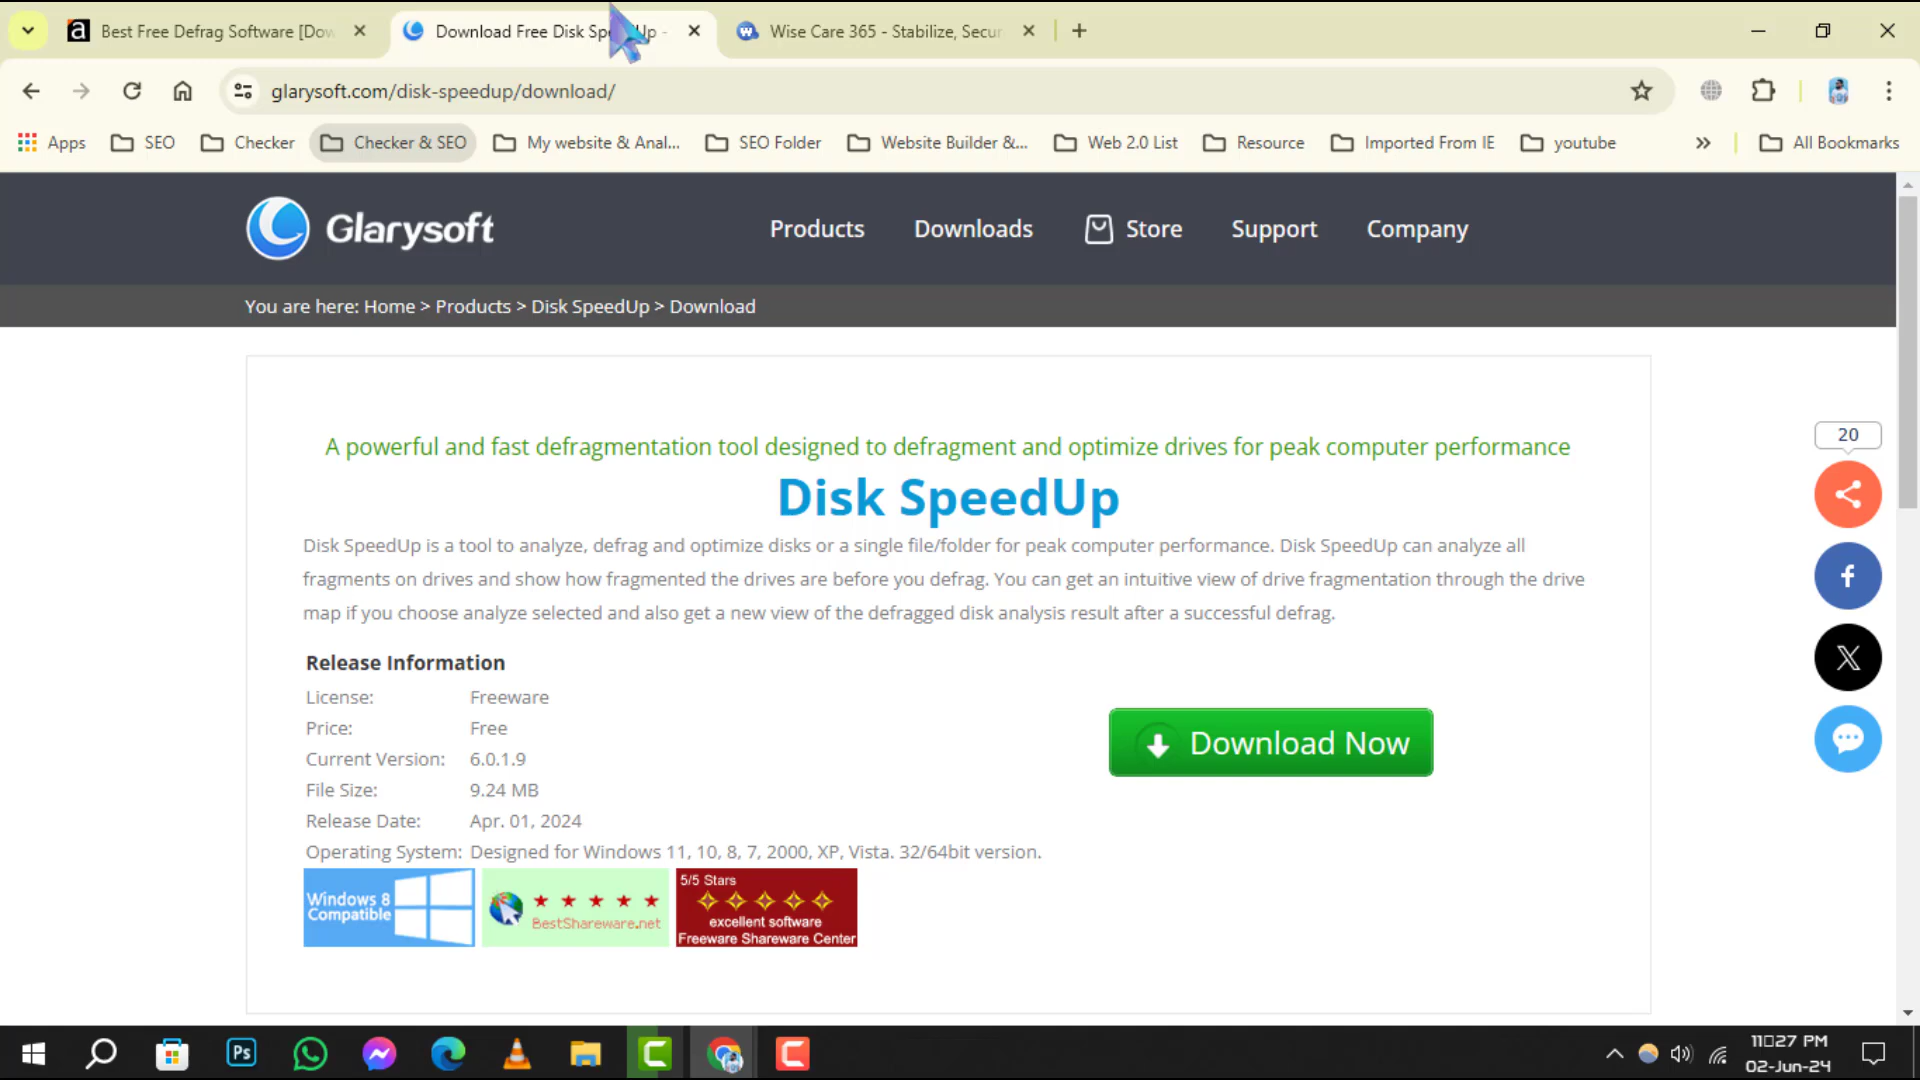 Best Free Defrag Software [Dow
Download Free Disk Sp Up -
Wise Care 365 - Stabilize, Secur
glarysoft.com/disk-speedup/download/
Apps
SEO
Checker
Checker & SEO
My website & Anal...
SEO Folder
Website Builder &...
Web 2.0 List
Resource
Imported From IE
youtube
All Bookmarks
Glarysoft
Products
Downloads
Store
Support
Company
You are here: Home > Products > Disk SpeedUp > Download
A powerful and fast defragmentation tool designed to defragment and optimize drives for peak computer performance
Disk SpeedUp
Disk SpeedUp is a tool to analyze, defrag and optimize disks or a single file/folder for peak computer performance. Disk SpeedUp can analyze all
fragments on drives and show how fragmented the drives are before you defrag. You can get an intuitive view of drive fragmentation through the drive
map if you choose analyze selected and also get a new view of the defragged disk analysis result after a successful defrag.
Release Information
License: Freeware
Price: Free
Current Version: 6.0.1.9
File Size: 9.24 MB
Release Date: Apr. 01, 2024
Operating System: Designed for Windows 11, 10, 8, 7, 2000, XP, Vista. 32/64bit version.
Download Now
20
Windows 8
Compatible
BestShareware.net
5/5 Stars
excellent software
Freeware Shareware Center
Ps
11:27 PM
02-Jun-24